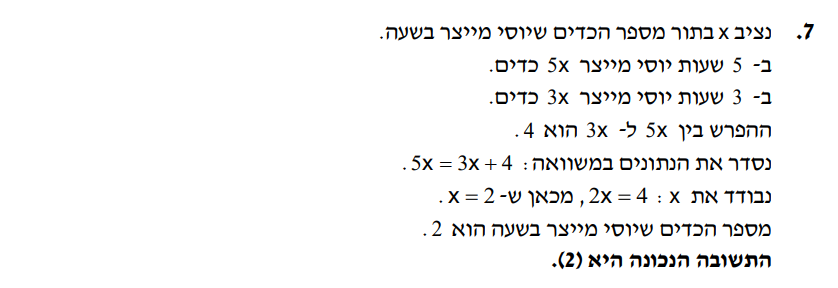 7. נציב x בתור מספר הכדים שיוסי מייצר בשעה.
ב- 5 שעות יוסי מייצר 5x כדים.
ב- 3 שעות יוסי מייצר 3x כדים.
ההפרש בין 5x ל- 3x הוא 4.
נסדר את הנתונים במשוואה: 5x = 3x + 4.
נבודד את x: 2x = 4, מכאן ש- x = 2.
מספר הכדים שיוסי מייצר בשעה הוא 2.
התשובה הנכונה היא (2).